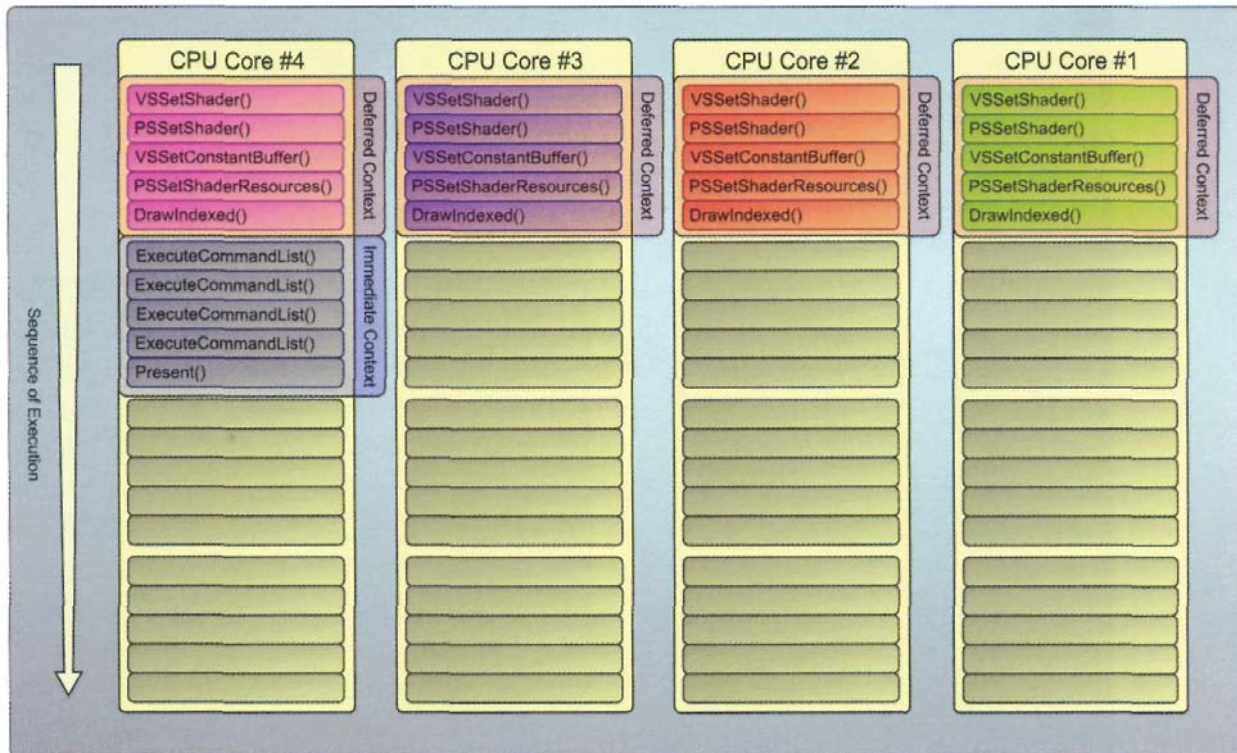 Sequence of Execution
CPU Core #4
VSSetShader()
PSSetShader()
VSSetConstantBuffer()
PSSetShaderResources()
DrawIndexed()
Deferred Context
ExecuteCommandList()
ExecuteCommandList()
ExecuteCommandList()
ExecuteCommandList()
Present()
Immediate Context
CPU Core #3
VSSetShader()
PSSetShader()
VSSetConstantBuffer()
PSSetShaderResources()
DrawIndexed()
Deferred Context
CPU Core #2
VSSetShader()
PSSetShader()
VSSetConstantBuffer()
PSSetShaderResources()
DrawIndexed()
Deferred Context
CPU Core #1
VSSetShader()
PSSetShader()
VSSetConstantBuffer()
PSSetShaderResources()
DrawIndexed()
Deferred Context